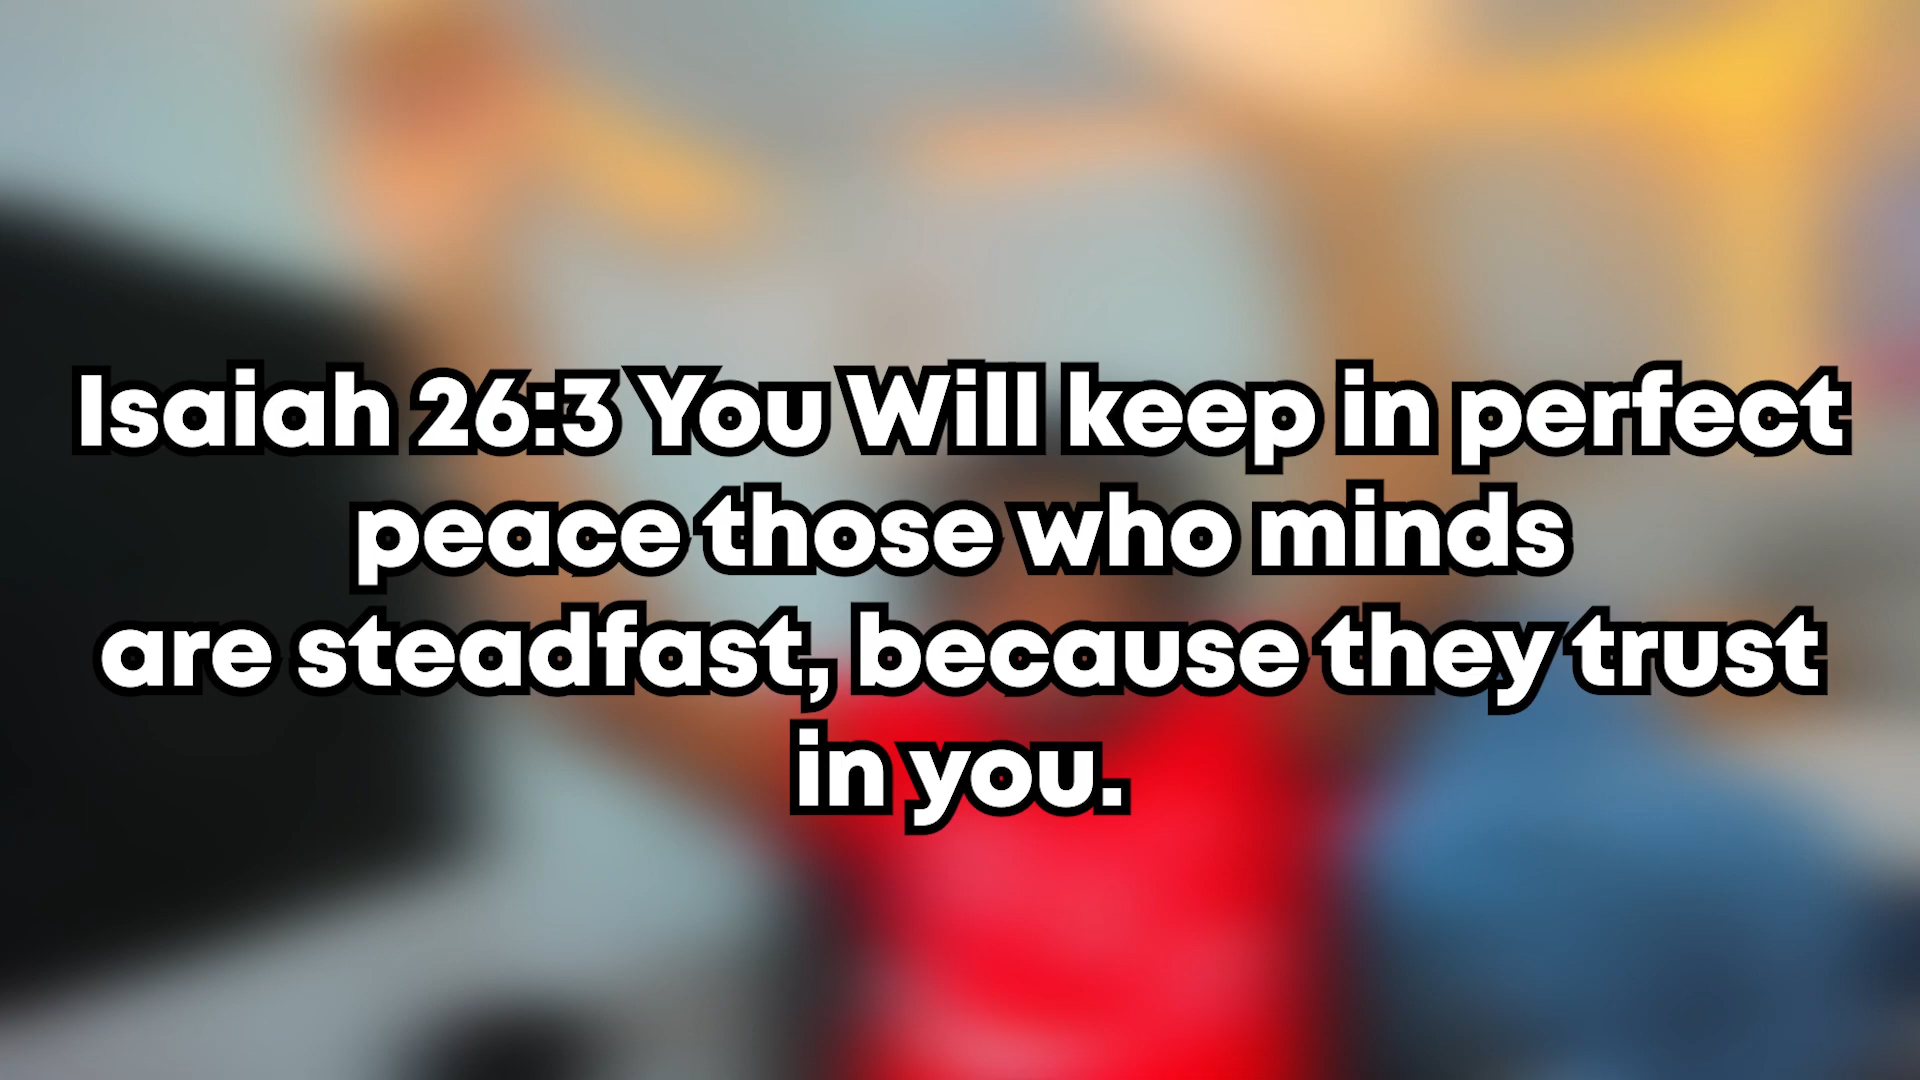 Isaiah 26:3 You Will keep in perfect
peace those who minds
are steadfast, because they trust
in you.